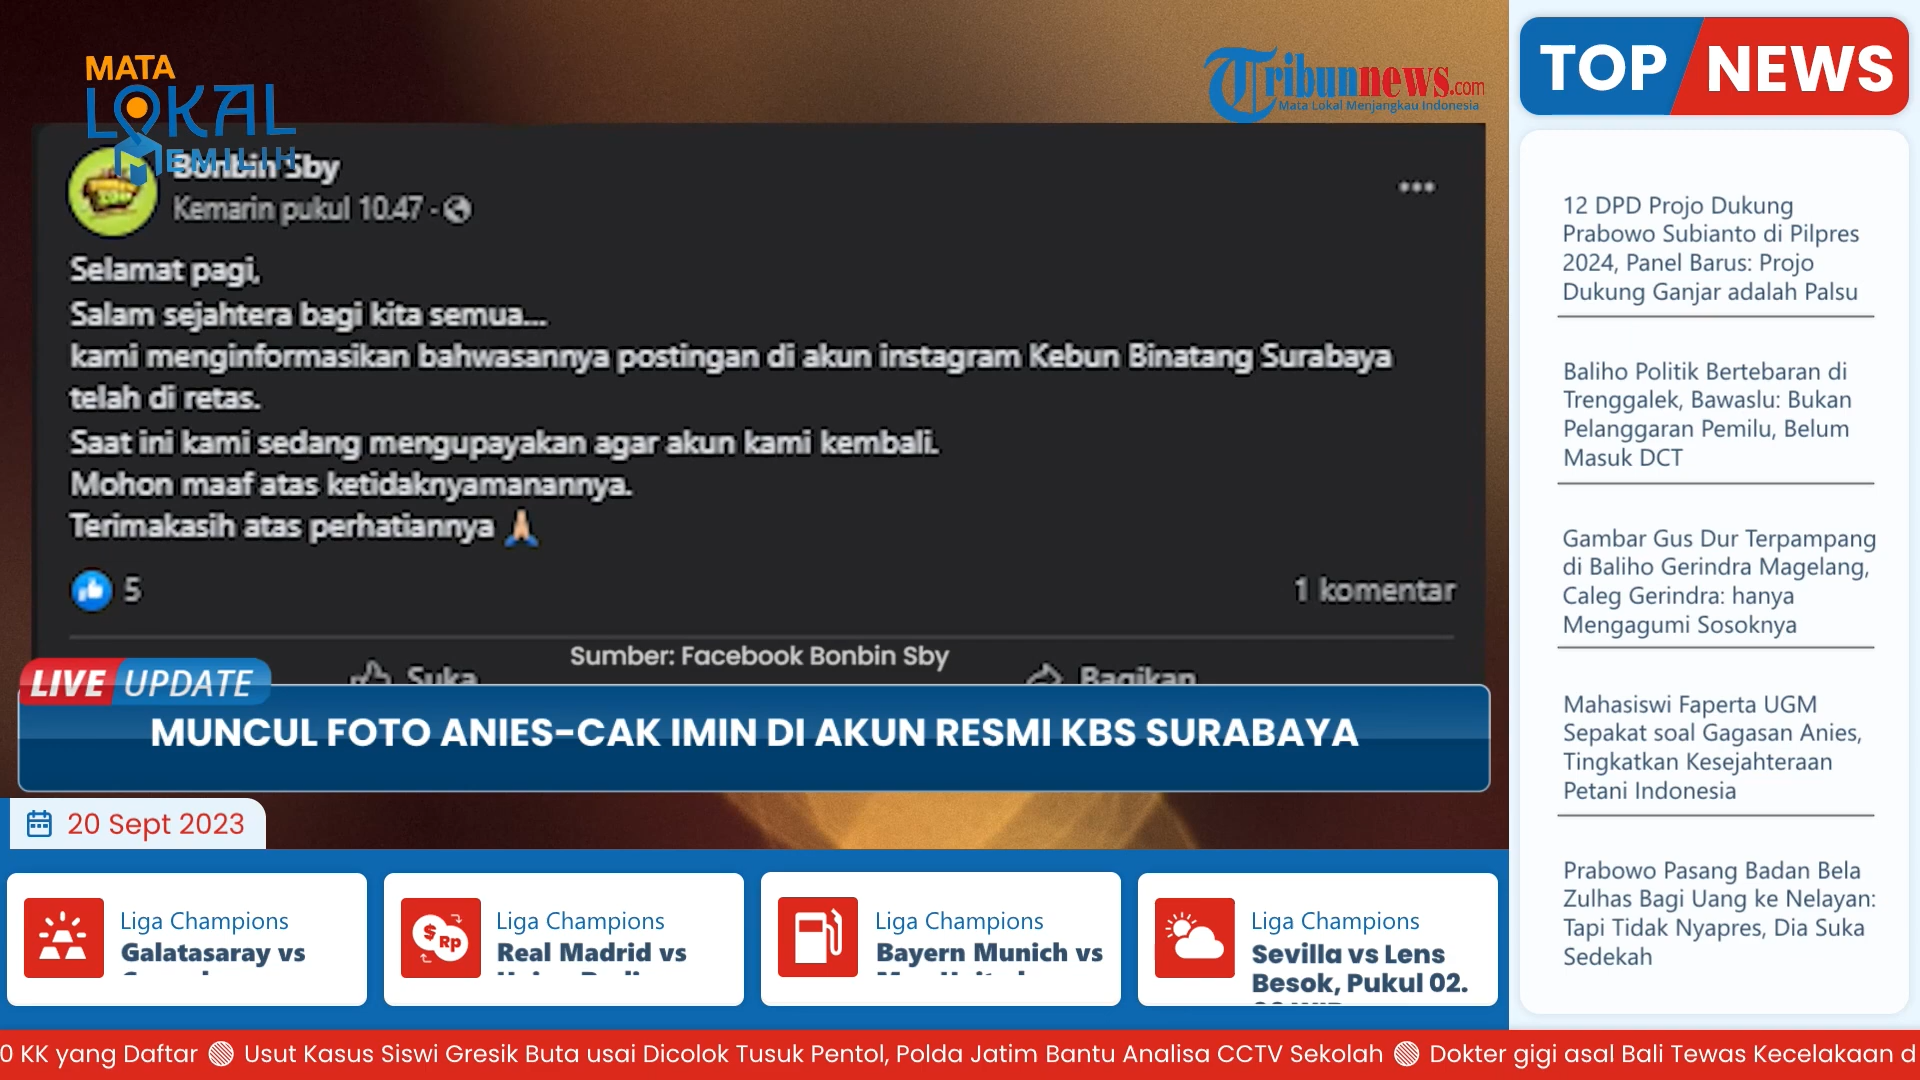 MATA
LOKAL
MEMILIH
Tribunnews.com
Mata Lokal Menjangkau Indonesia
Bonbin Sby
Kemarin pukul 10.47 ·
Selamat pagi,
Salam sejahtera bagi kita semua...
kami menginformasikan bahwasannya postingan di akun instagram Kebun Binatang Surabaya
telah di retas.
Saat ini kami sedang mengupayakan agar akun kami kembali.
Mohon maaf atas ketidaknyamanannya.
Terimakasih atas perhatiannya 🙏🏼
5
1 komentar
Suka
Bagikan
Sumber: Facebook Bonbin Sby
LIVE UPDATE
MUNCUL FOTO ANIES-CAK IMIN DI AKUN RESMI KBS SURABAYA
20 Sept 2023
Liga Champions
Galatasaray vs
Liga Champions
Real Madrid vs
Liga Champions
Bayern Munich vs
Liga Champions
Sevilla vs Lens
Besok, Pukul 02.
TOP NEWS
12 DPD Projo Dukung
Prabowo Subianto di Pilpres
2024, Panel Barus: Projo
Dukung Ganjar adalah Palsu
Baliho Politik Bertebaran di
Trenggalek, Bawaslu: Bukan
Pelanggaran Pemilu, Belum
Masuk DCT
Gambar Gus Dur Terpampang
di Baliho Gerindra Magelang,
Caleg Gerindra: hanya
Mengagumi Sosoknya
Mahasiswi Faperta UGM
Sepakat soal Gagasan Anies,
Tingkatkan Kesejahteraan
Petani Indonesia
Prabowo Pasang Badan Bela
Zulhas Bagi Uang ke Nelayan:
Tapi Tidak Nyapres, Dia Suka
Sedekah
0 KK yang Daftar Usut Kasus Siswi Gresik Buta usai Dicolok Tusuk Pentol, Polda Jatim Bantu Analisa CCTV Sekolah Dokter gigi asal Bali Tewas Kecelakaan d